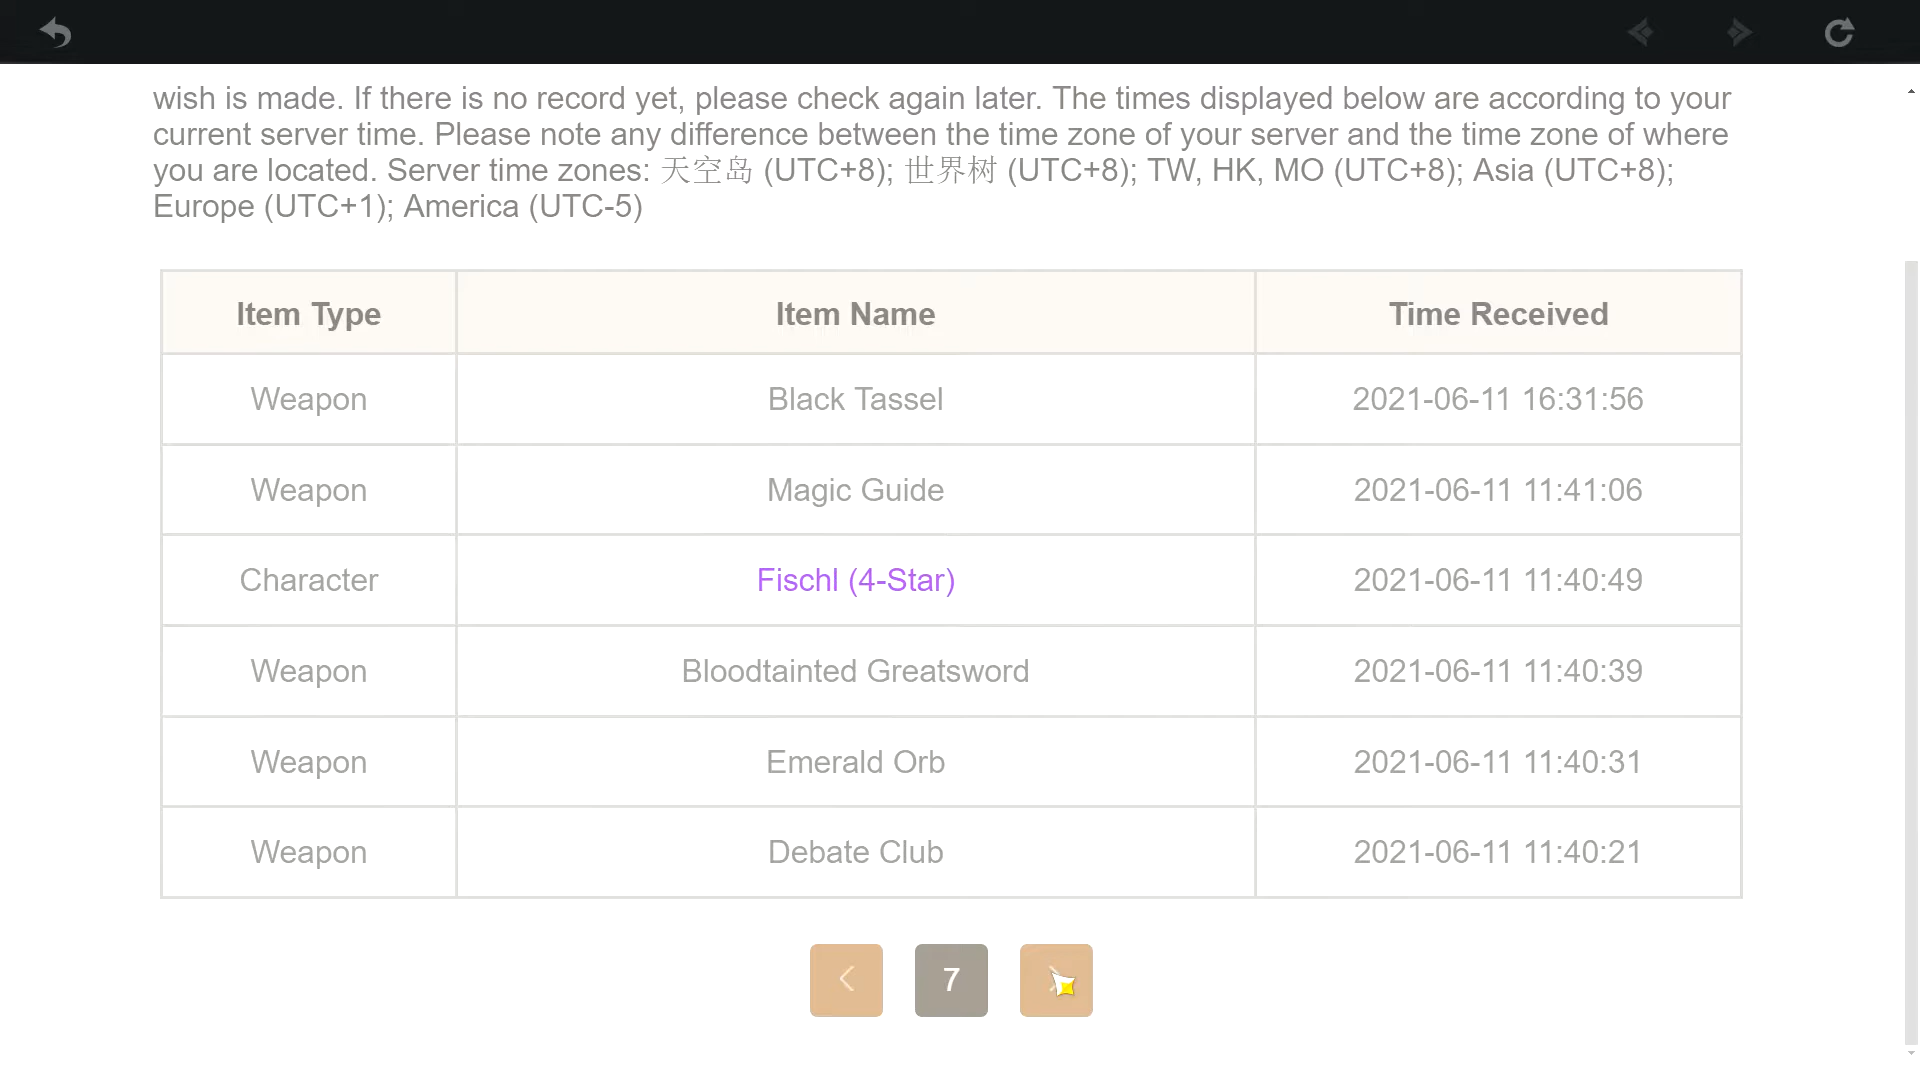 wish is made. If there is no record yet, please check again later. The times displayed below are according to your
current server time. Please note any difference between the time zone of your server and the time zone of where
you are located. Server time zones: 天空岛 (UTC+8); 世界树 (UTC+8); TW, HK, MO (UTC+8); Asia (UTC+8);
Europe (UTC+1); America (UTC-5)
Item Type Item Name Time Received
Weapon Black Tassel 2021-06-11 16:31:56
Weapon Magic Guide 2021-06-11 11:41:06
Character Fischl (4-Star) 2021-06-11 11:40:49
Weapon Bloodtainted Greatsword 2021-06-11 11:40:39
Weapon Emerald Orb 2021-06-11 11:40:31
Weapon Debate Club 2021-06-11 11:40:21
7